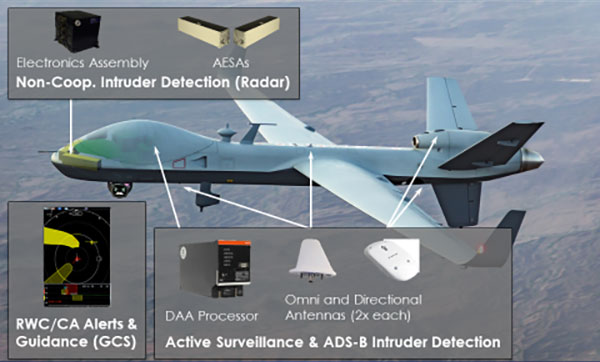 Electronics Assembly
AESAs
Non-Coop. Intruder Detection (Radar)
RWC/CA Alerts &
Guidance (GCS)
DAA Processor
Omni and Directional
Antennas (2x each)
Active Surveillance & ADS-B Intruder Detection